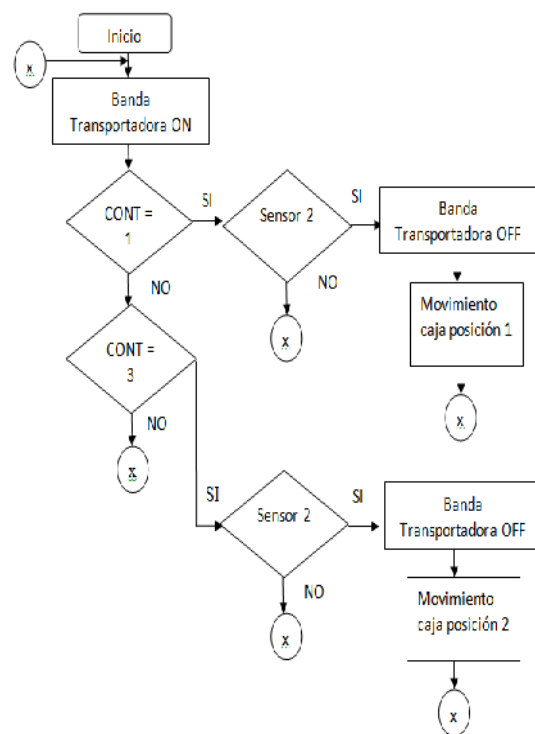 Inicio
x
Banda
Transportadora ON
CONT =
1
SI
Sensor 2
SI
Banda
Transportadora OFF
NO
NO
Movimiento
caja posición 1
x
x
CONT =
3
NO
x
SI
Sensor 2
SI
Banda
Transportadora OFF
NO
x
Movimiento
caja posición 2
x